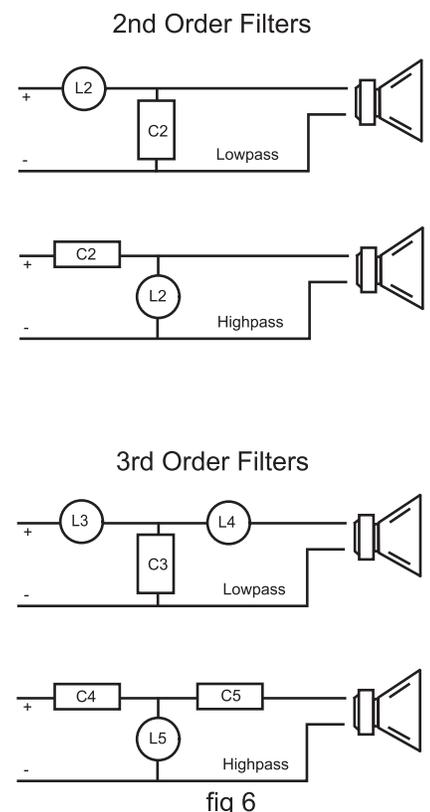 2nd Order Filters
L2
+
C2
-
Lowpass
C2
+
L2
Highpass
-
3rd Order Filters
L3
L4
+
C3
Lowpass
-
C4
C5
+
L5
Highpass
-
fig 6